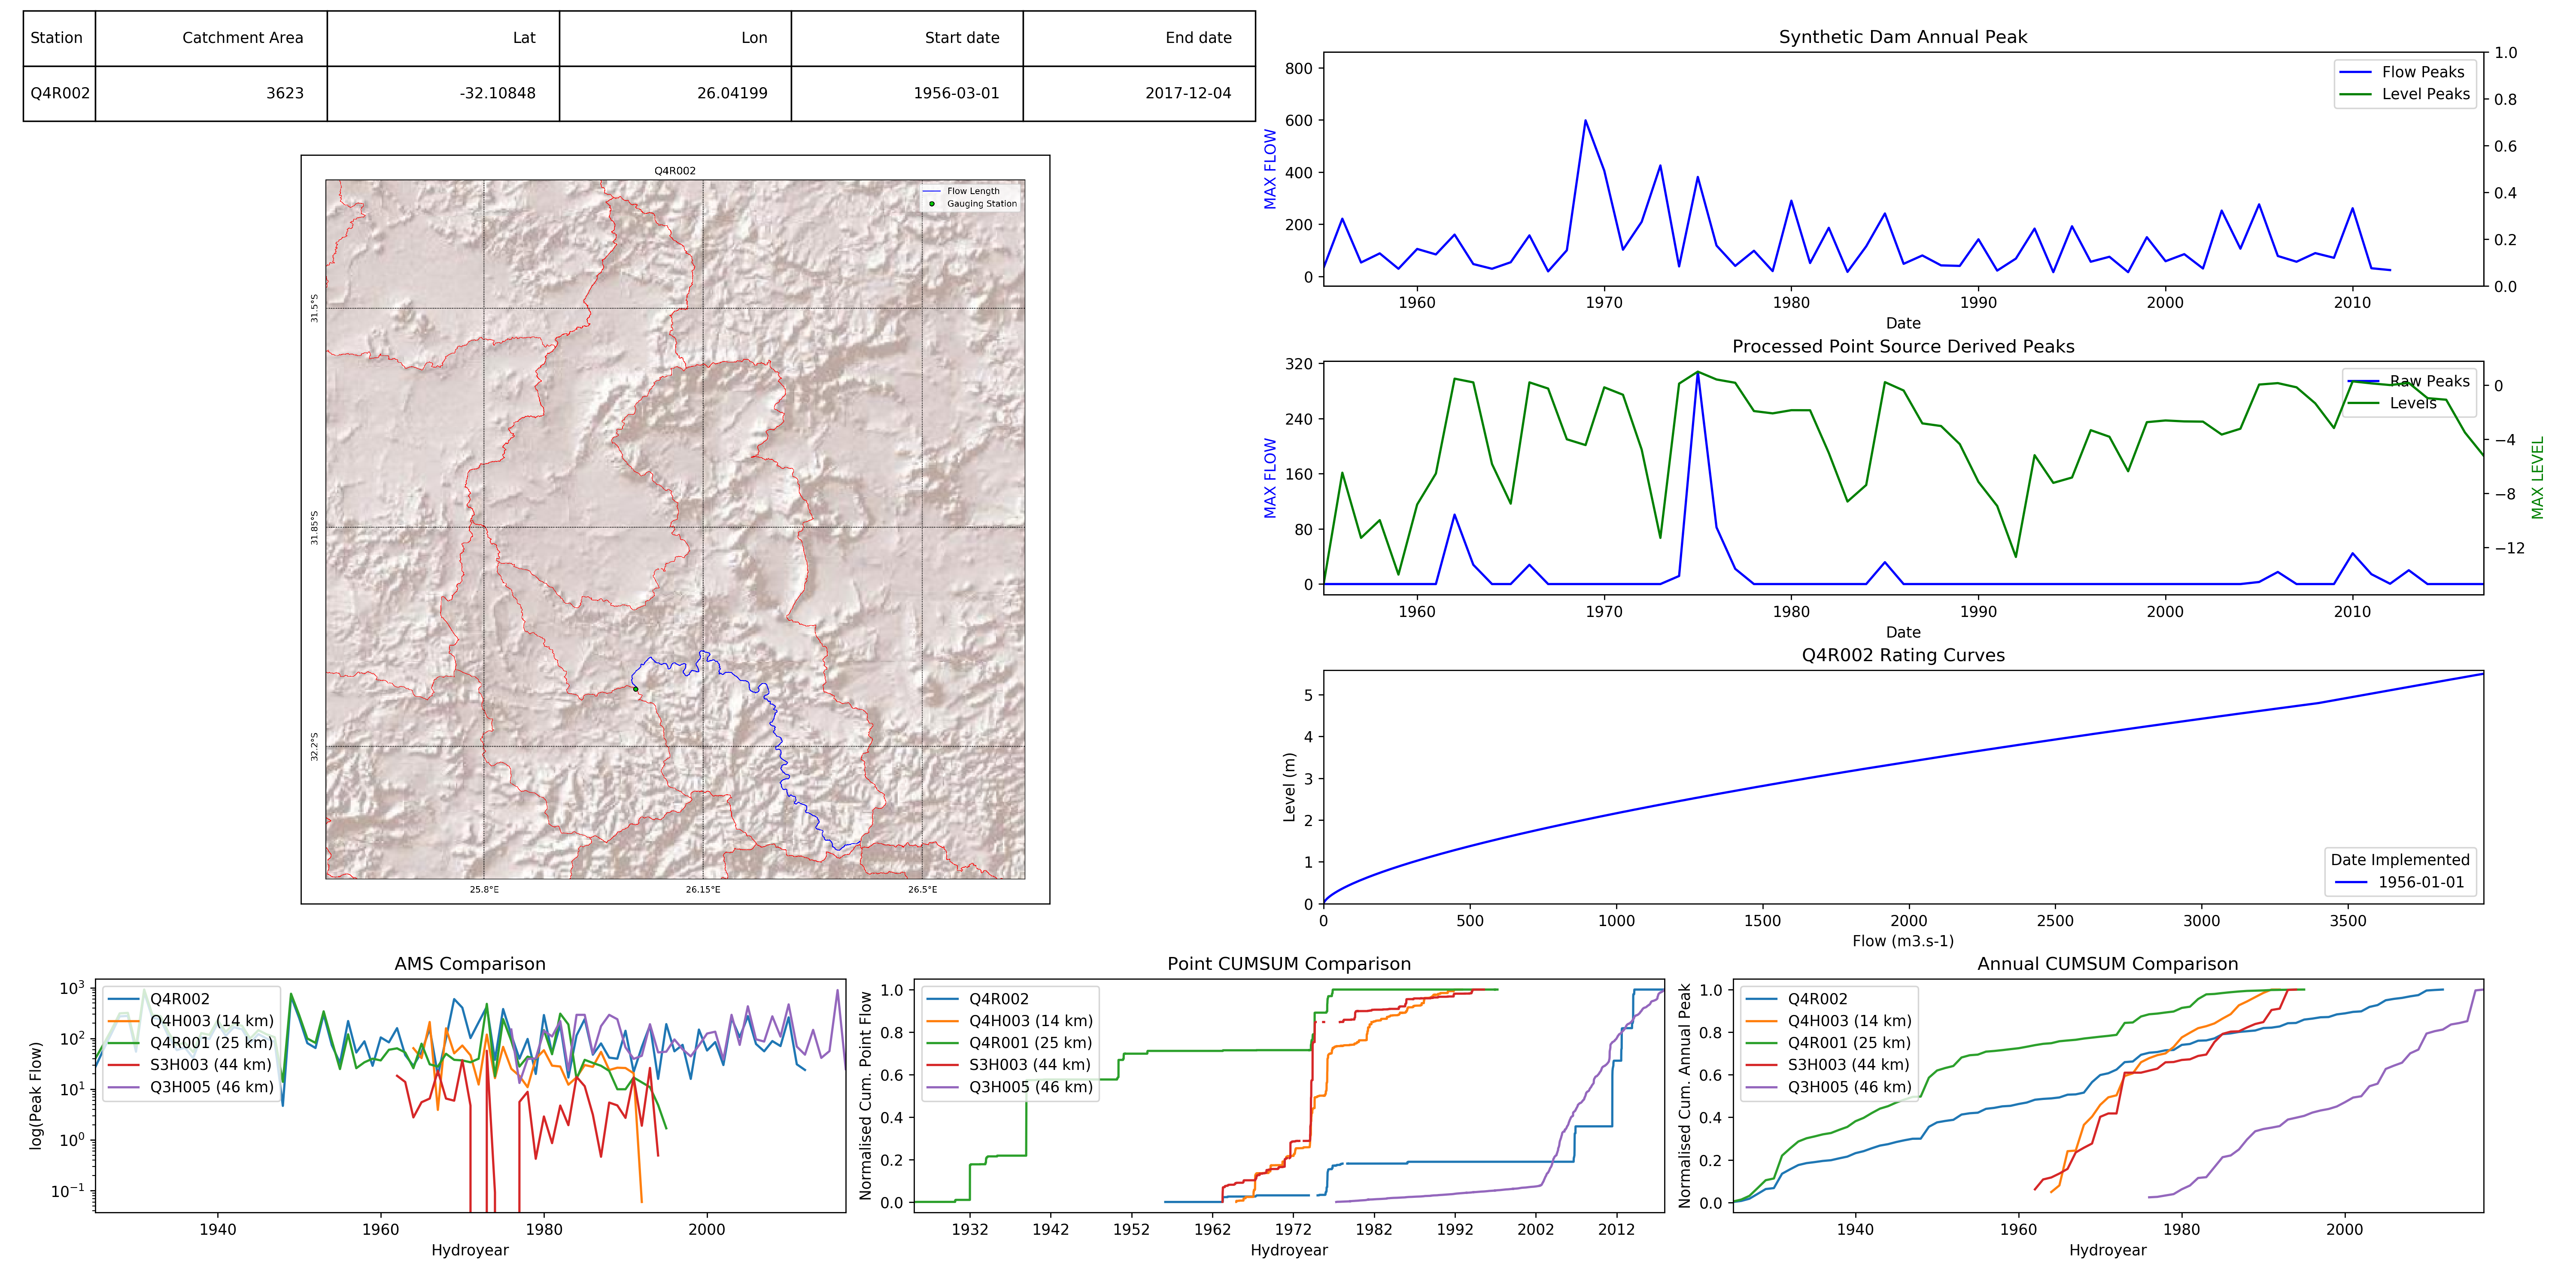 Station Catchment Area Lat Lon Start date End date
Q4R002 3623 -32.10848 26.04199 1956-03-01 2017-12-04
Q4R002
Flow Length
Gauging Station
31.5°S
31.85°S
32.2°S
25.8°E 26.15°E 26.5°E
Synthetic Dam Annual Peak
MAX FLOW
800
600
400
200
0
1.0
0.8
0.6
0.4
0.2
0.0
Flow Peaks
Level Peaks
1960 1970 1980 1990 2000 2010
Date
Processed Point Source Derived Peaks
MAX FLOW
320
240
160
80
0
0
−4
−8
−12
MAX LEVEL
Raw Peaks
Levels
1960 1970 1980 1990 2000 2010
Date
Q4R002 Rating Curves
Level (m)
5
4
3
2
1
0
Date Implemented
1956-01-01
0 500 1000 1500 2000 2500 3000 3500
Flow (m3.s-1)
AMS Comparison
log(Peak Flow)
10³
10²
10¹
10⁰
10⁻¹
Q4R002
Q4H003 (14 km)
Q4R001 (25 km)
S3H003 (44 km)
Q3H005 (46 km)
1940 1960 1980 2000
Hydroyear
Point CUMSUM Comparison
Normalised Cum. Point Flow
1.0
0.8
0.6
0.4
0.2
0.0
Q4R002
Q4H003 (14 km)
Q4R001 (25 km)
S3H003 (44 km)
Q3H005 (46 km)
1932 1942 1952 1962 1972 1982 1992 2002 2012
Hydroyear
Annual CUMSUM Comparison
Normalised Cum. Annual Peak
1.0
0.8
0.6
0.4
0.2
0.0
Q4R002
Q4H003 (14 km)
Q4R001 (25 km)
S3H003 (44 km)
Q3H005 (46 km)
1940 1960 1980 2000
Hydroyear